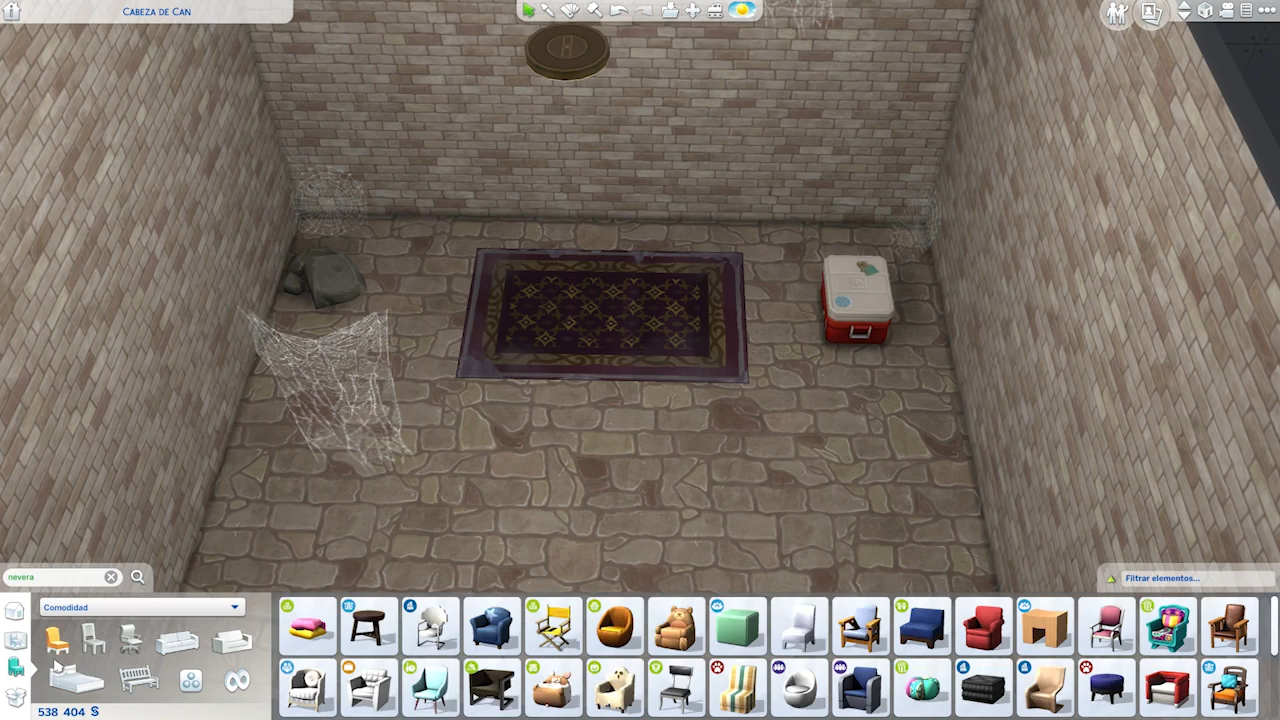 Cabeza de Can
nevera
Filtrar elementos...
Comodidad
538 404 $